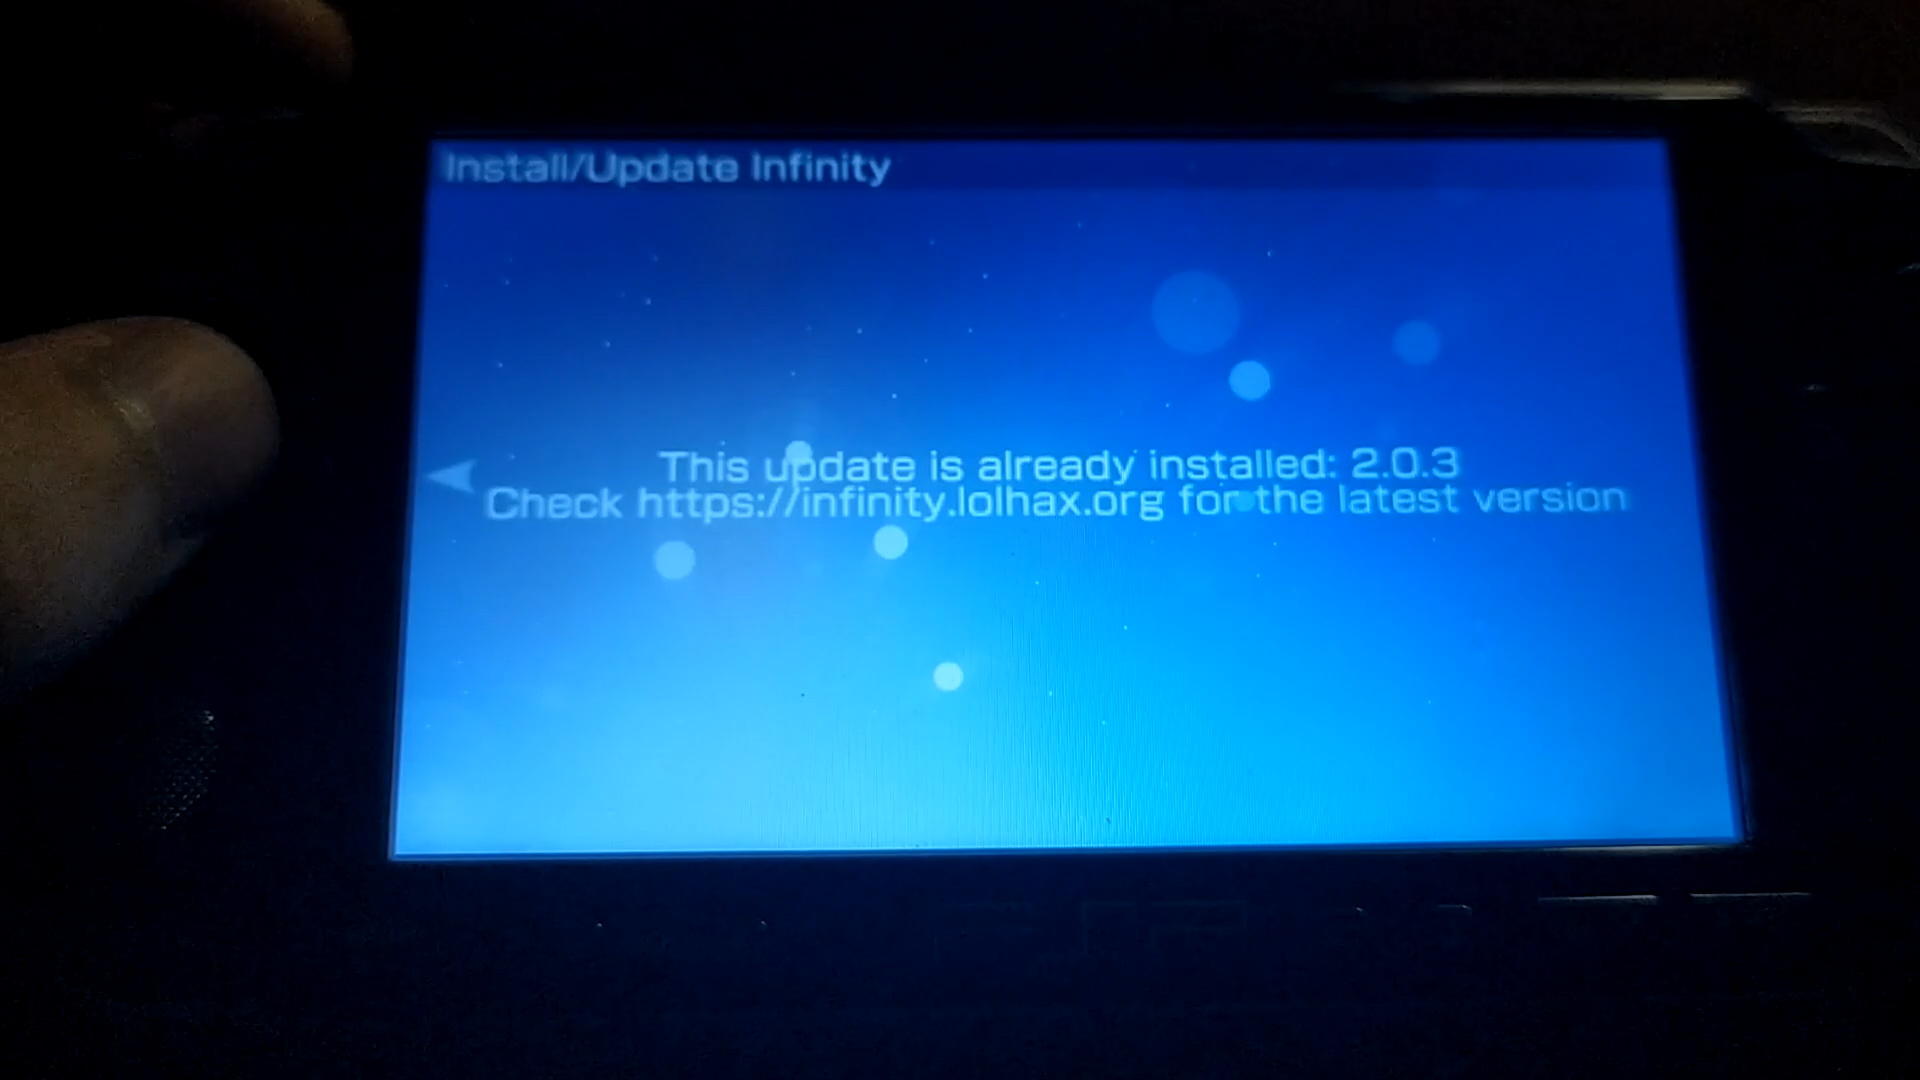 Install/Update Infinity
This update is already installed: 2.0.3
Check https://infinity.lolhax.org for the latest version